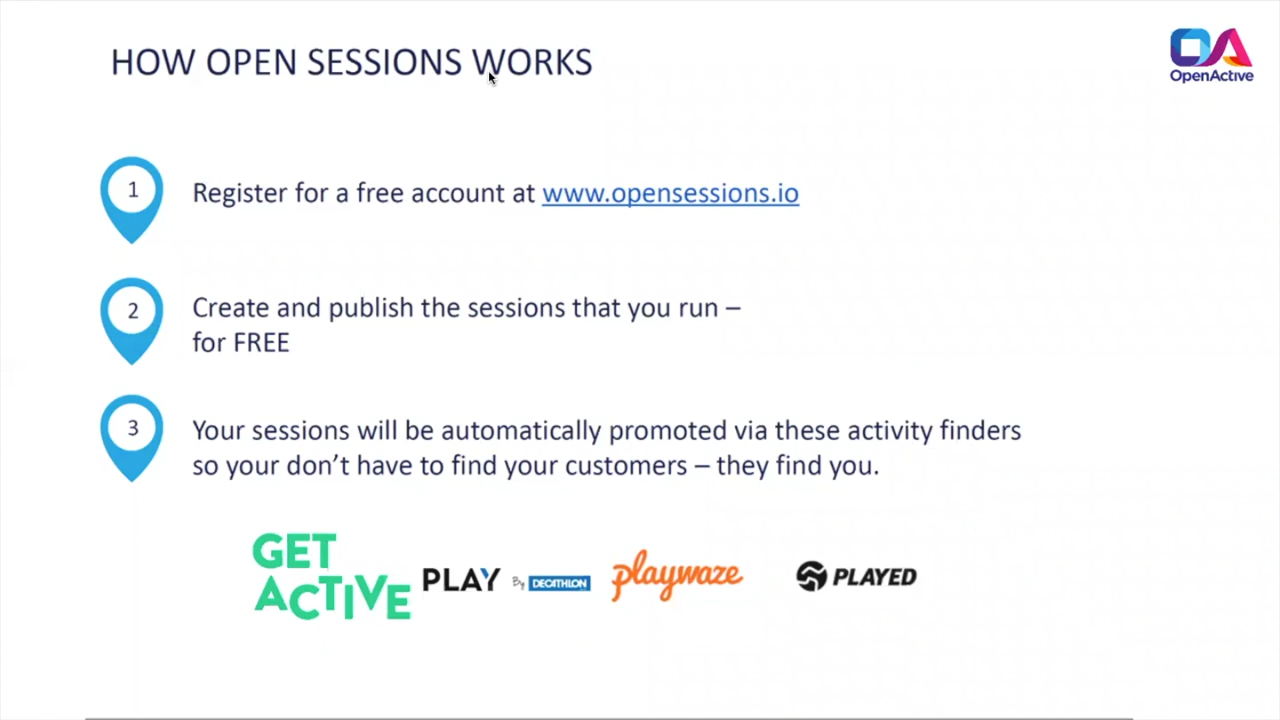 HOW OPEN SESSIONS WORKS
OpenActive
1
Register for a free account at www.opensessions.io
2
Create and publish the sessions that you run –
for FREE
3
Your sessions will be automatically promoted via these activity finders
so your don't have to find your customers – they find you.
GET
ACTIVE
PLAY By DECATHLON
playwaze
PLAYED